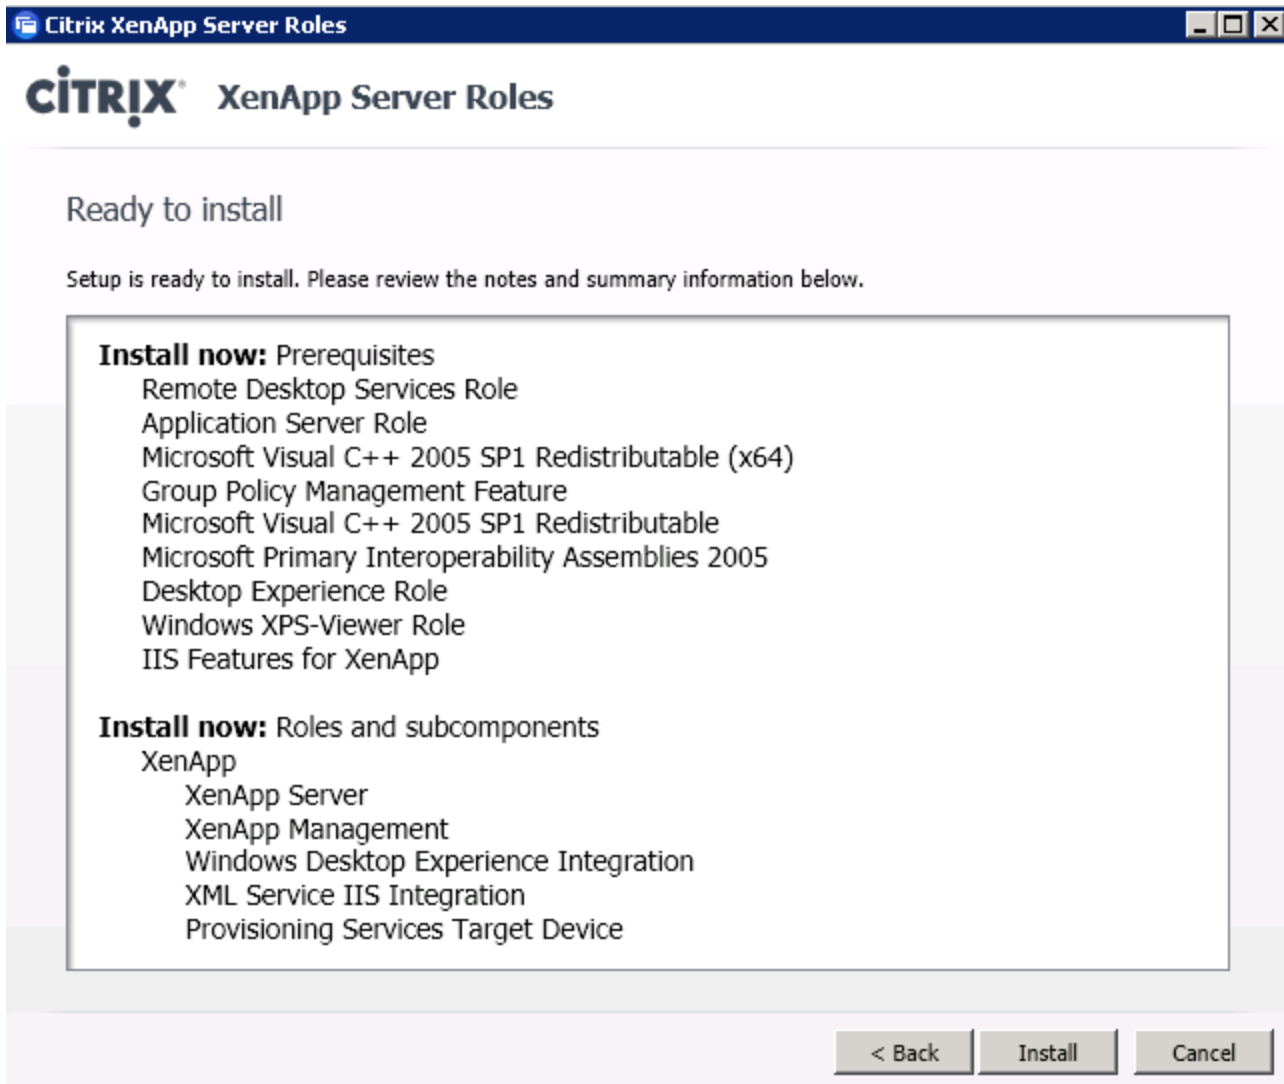 Citrix XenApp Server Roles
CITRIX® XenApp Server Roles
Ready to install
Setup is ready to install. Please review the notes and summary information below.
Install now: Prerequisites
Remote Desktop Services Role
Application Server Role
Microsoft Visual C++ 2005 SP1 Redistributable (x64)
Group Policy Management Feature
Microsoft Visual C++ 2005 SP1 Redistributable
Microsoft Primary Interoperability Assemblies 2005
Desktop Experience Role
Windows XPS-Viewer Role
IIS Features for XenApp
Install now: Roles and subcomponents
XenApp
XenApp Server
XenApp Management
Windows Desktop Experience Integration
XML Service IIS Integration
Provisioning Services Target Device
< Back Install Cancel